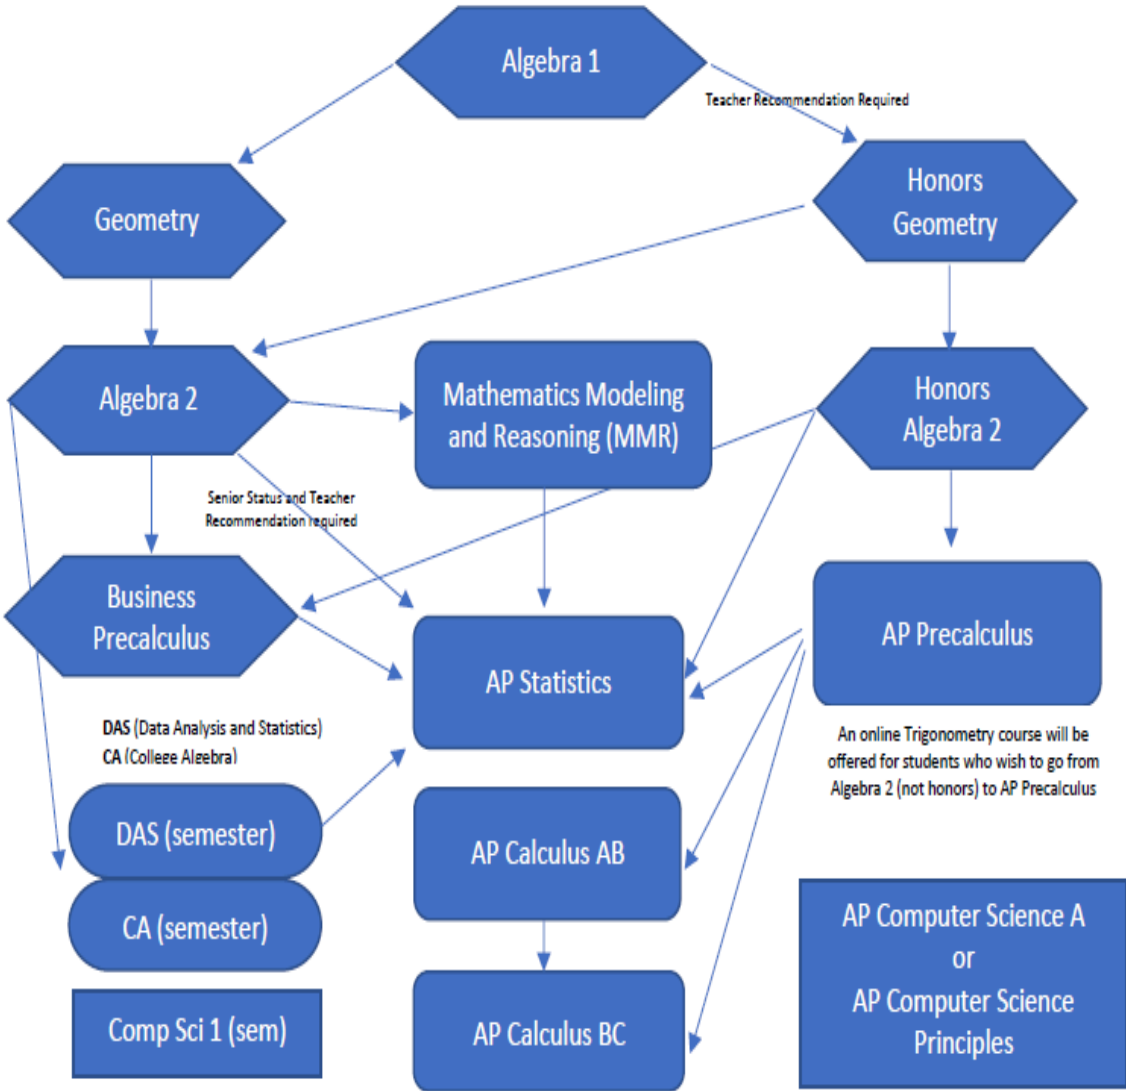 Algebra 1
Teacher Recommendation Required
Geometry
Honors
Geometry
Algebra 2
Mathematics Modeling
and Reasoning (MMR)
Honors
Algebra 2
Senior Status and Teacher
Recommendation required
Business
Precalculus
AP Statistics
AP Precalculus
DAS (Data Analysis and Statistics)
CA (College Algebra)
An online Trigonometry course will be
offered for students who wish to go from
Algebra 2 (not honors) to AP Precalculus
DAS (semester)
AP Calculus AB
CA (semester)
AP Computer Science A
or
AP Computer Science
Principles
Comp Sci 1 (sem)
AP Calculus BC